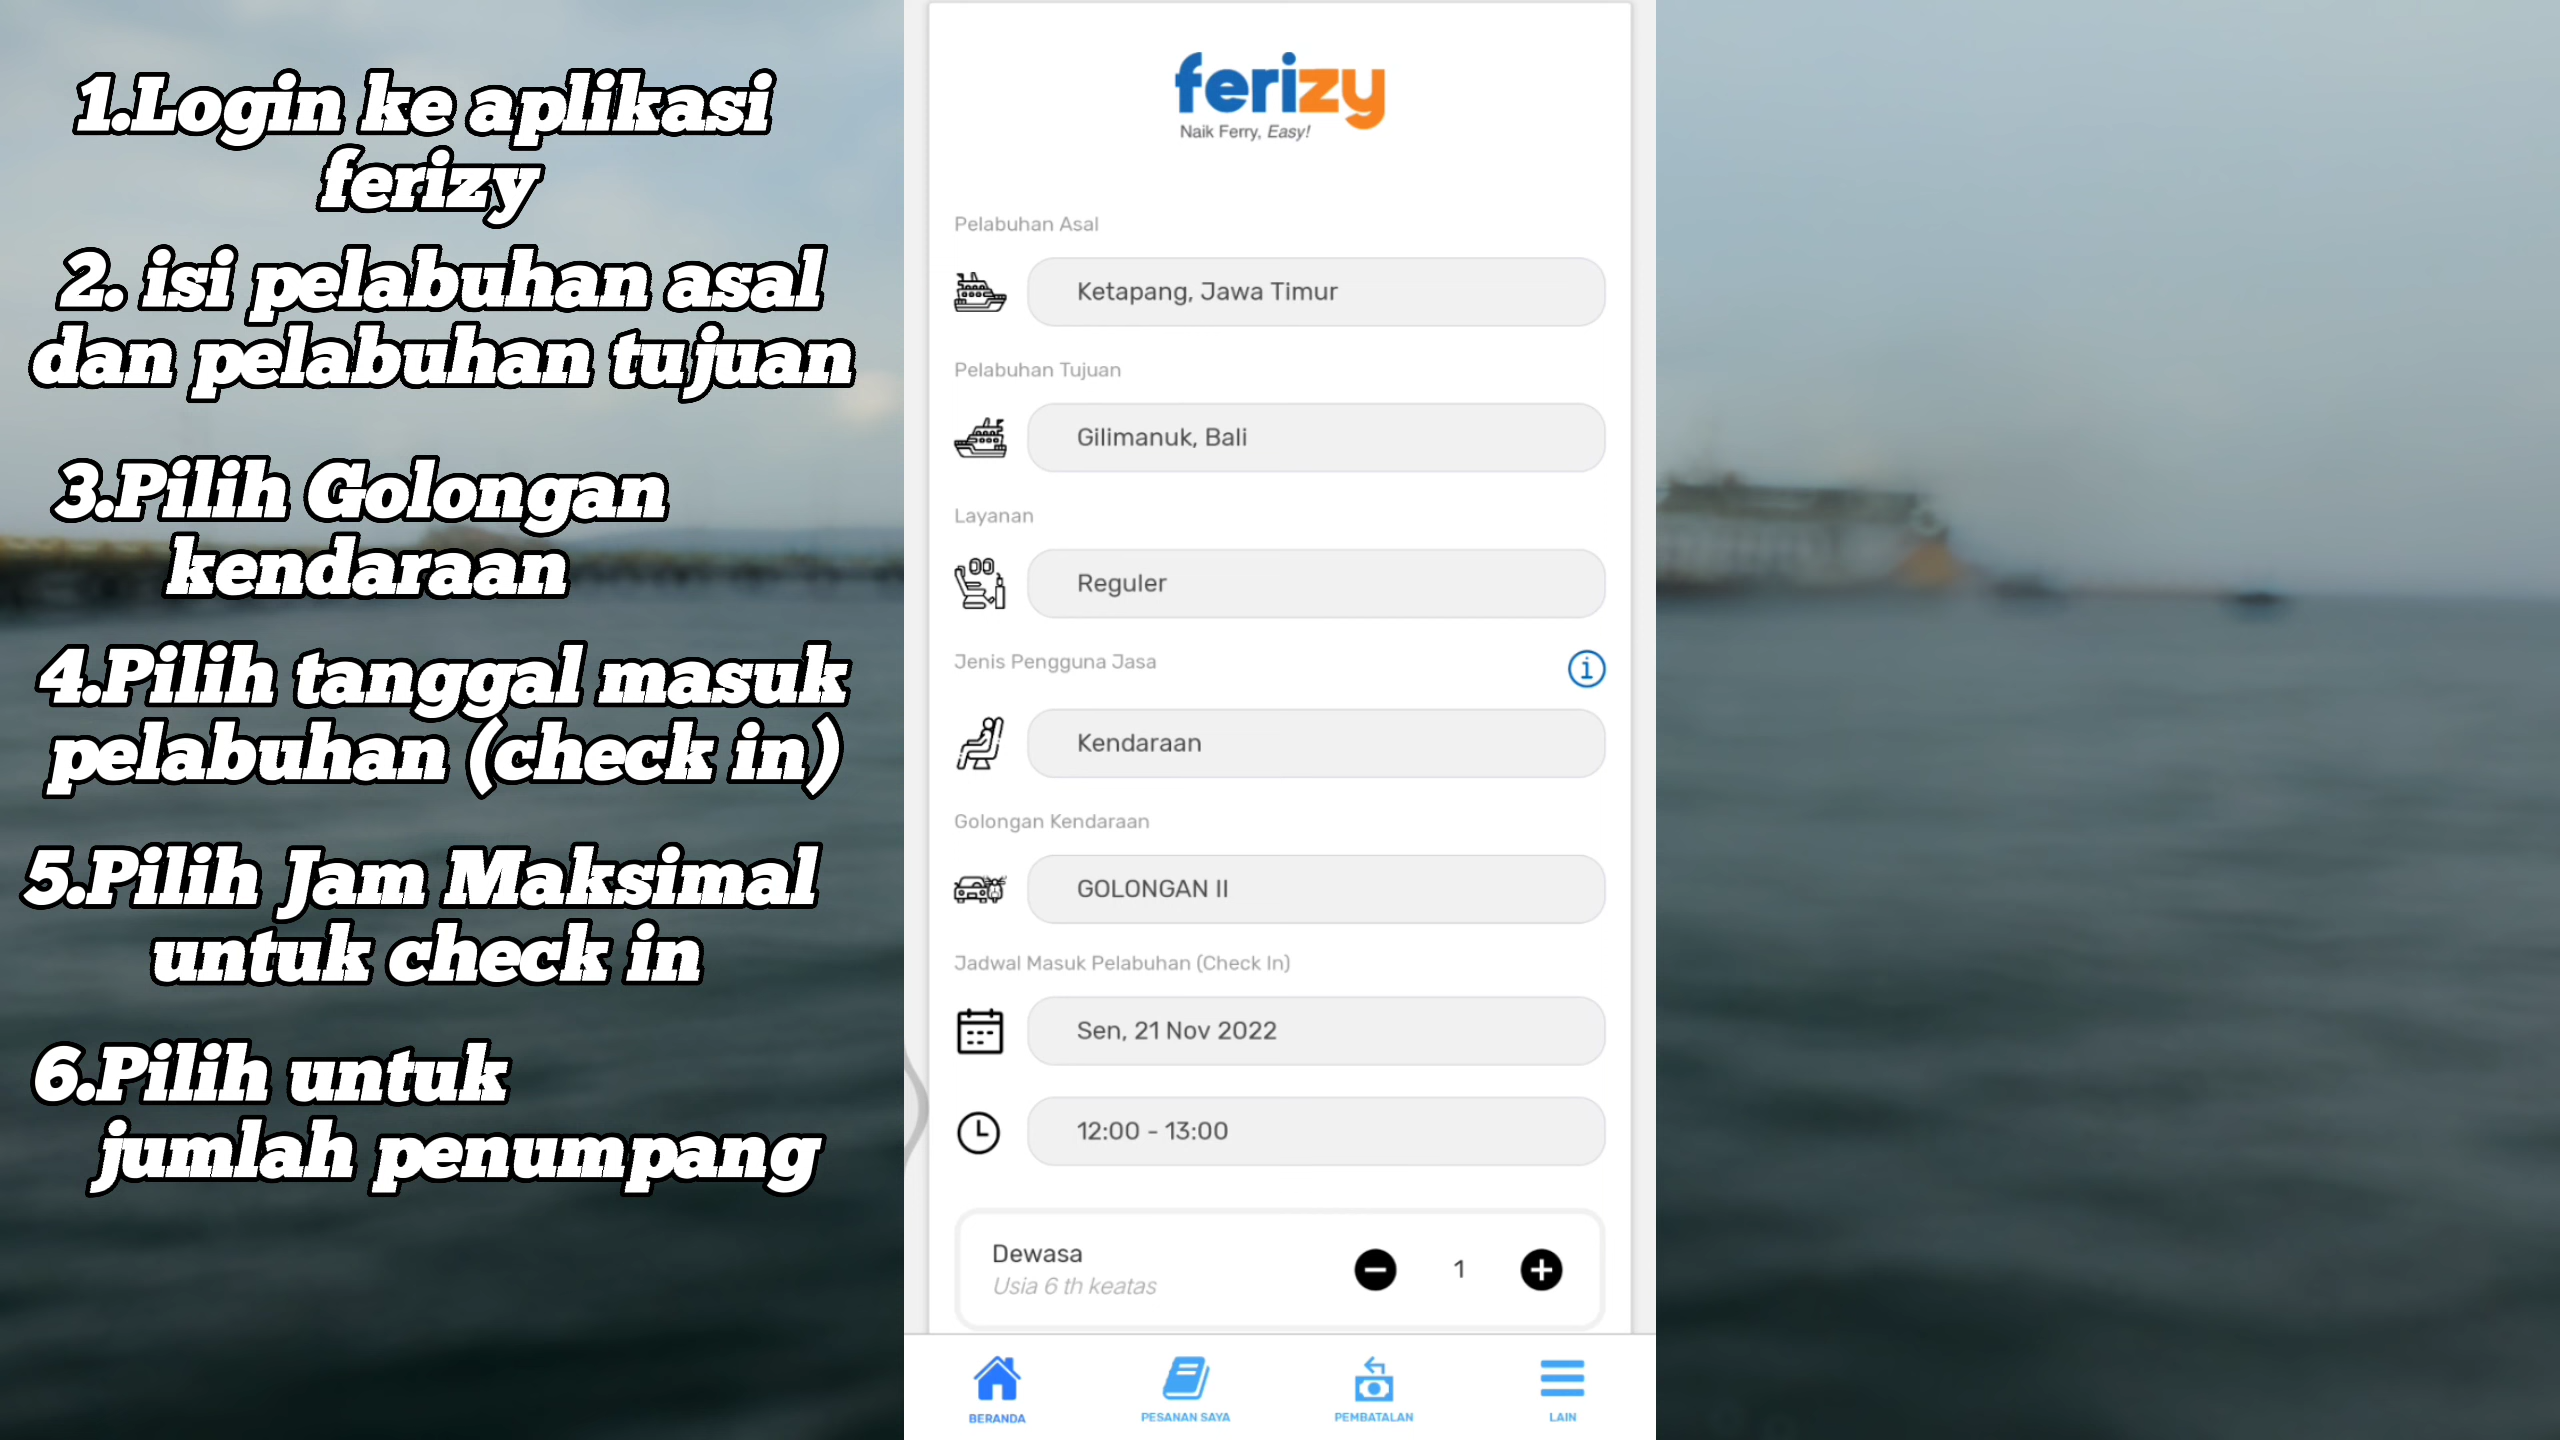 1.Login ke aplikasi
ferizy
2. isi pelabuhan asal
dan pelabuhan tujuan
3.Pilih Golongan
kendaraan
4.Pilih tanggal masuk
pelabuhan (check in)
5.Pilih Jam Maksimal
untuk check in
6.Pilih untuk
jumlah penumpang
ferizy
Naik Ferry, Easy!
Pelabuhan Asal
Ketapang, Jawa Timur
Pelabuhan Tujuan
Gilimanuk, Bali
Layanan
Reguler
Jenis Pengguna Jasa
Kendaraan
Golongan Kendaraan
GOLONGAN II
Jadwal Masuk Pelabuhan (Check In)
Sen, 21 Nov 2022
12:00 - 13:00
Dewasa
1
Usia 6 th keatas
BERANDA
PESANAN SAYA
PEMBATALAN
LAIN